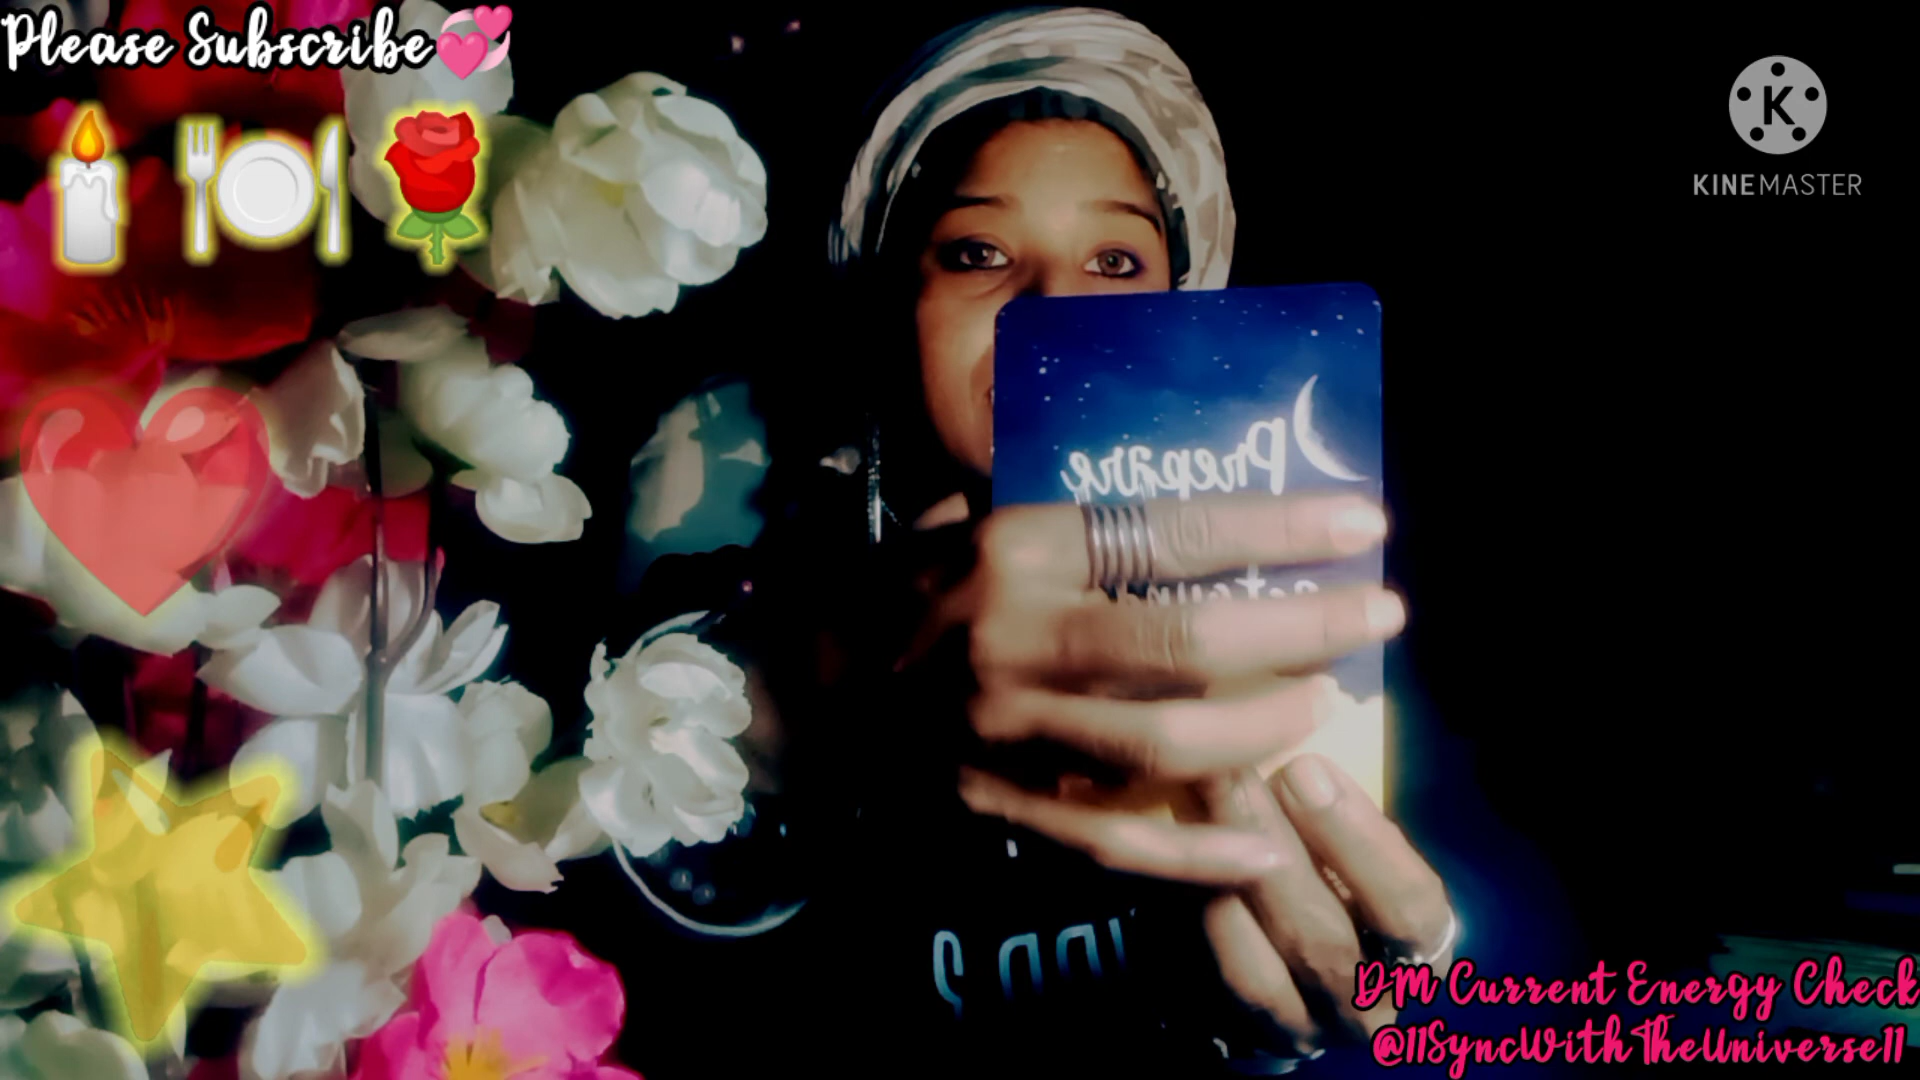 Please Subscribe
KINEMASTER
Prepare
DM Current Energy Check
@11SyncWithTheUniverse11